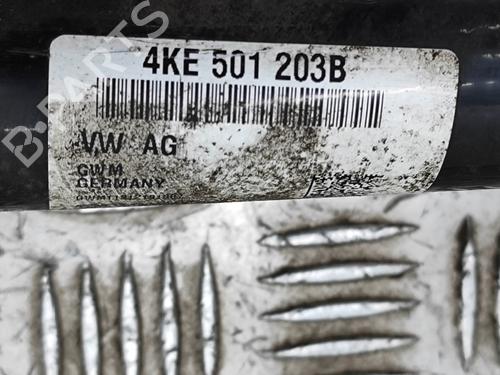 4KE 501 203B
VW AG
GWM
GERMANY
B-PARTS